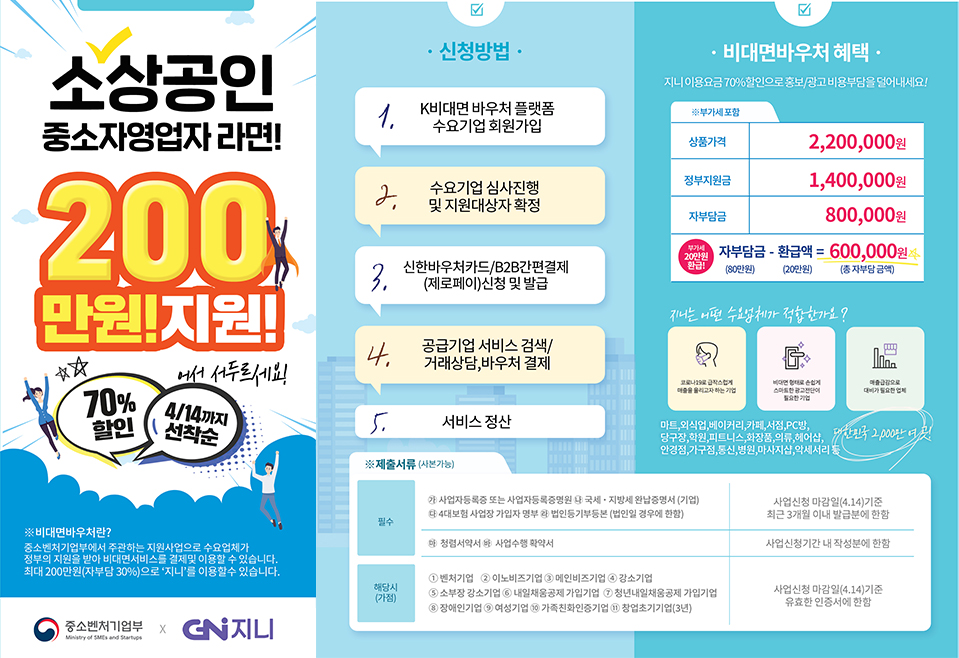 소상공인
중소자영업자 라면!
200
만원!지원!
어서 서두르세요!
70%
할인
4/14까지
선착순
※비대면바우처란?
중소벤처기업부에서 주관하는 지원사업으로 수요업체가
정부의 지원을 받아 비대면서비스를 결제및 이용할 수 있습니다.
최대 200만원(자부담 30%)으로 '지니'를 이용할수 있습니다.
중소벤처기업부
Ministry of SMEs and Startups
X
GNi지니
· 신청방법 ·
1.
K비대면 바우처 플랫폼
수요기업 회원가입
2.
수요기업 심사진행
및 지원대상자 확정
3.
신한바우처카드/B2B간편결제
(제로페이)신청 및 발급
4.
공급기업 서비스 검색/
거래상담,바우처 결제
5.
서비스 정산
· 비대면바우처 혜택 ·
지니 이용요금 70%할인으로 홍보/광고 비용부담을 덜어내세요!
※부가세 포함
상품가격 2,200,000원
정부지원금 1,400,000원
자부담금 800,000원
부가세
20만원
환급!
자부담금 - 환급액 = 600,000원
(80만원) (20만원) (총 자부담 금액)
지니는 어떤 수요업체가 적합한가요?
코로나19로 급작스럽게
매출을 올리고자 하는 기업
비대면 형태로 손쉽게
스마트한 광고전단이
필요한 기업
매출급감으로
대비가 필요한 업체
마트,외식업,베이커리,카페,서점,PC방,
당구장,학원,피트니스,화장품,의류,헤어샵,
안경점,가구점,통신,병원,마사지샵,악세서리 등
대한민국 2,000만 여 곳!
※제출서류 (사본가능)
필수
㉮ 사업자등록증 또는 사업자등록증명원 ㉯ 국세·지방세 완납증명서 (기업)
㉰ 4대보험 사업장 가입자 명부 ㉱ 법인등기부등본 (법인일 경우에 한함)
사업신청 마감일(4.14)기준
최근 3개월 이내 발급분에 한함
㉲ 청렴서약서 ㉳ 사업수행 확약서
사업신청기간 내 작성분에 한함
해당시
(가점)
① 벤처기업 ② 이노비즈기업 ③ 메인비즈기업 ④ 강소기업
⑤ 소부장 강소기업 ⑥ 내일채움공제 가입기업 ⑦ 청년내일채움공제 가입기업
⑧ 장애인기업 ⑨ 여성기업 ⑩ 가족친화인증기업 ⑪ 창업초기기업(3년)
사업신청 마감일(4.14)기준
유효한 인증서에 한함